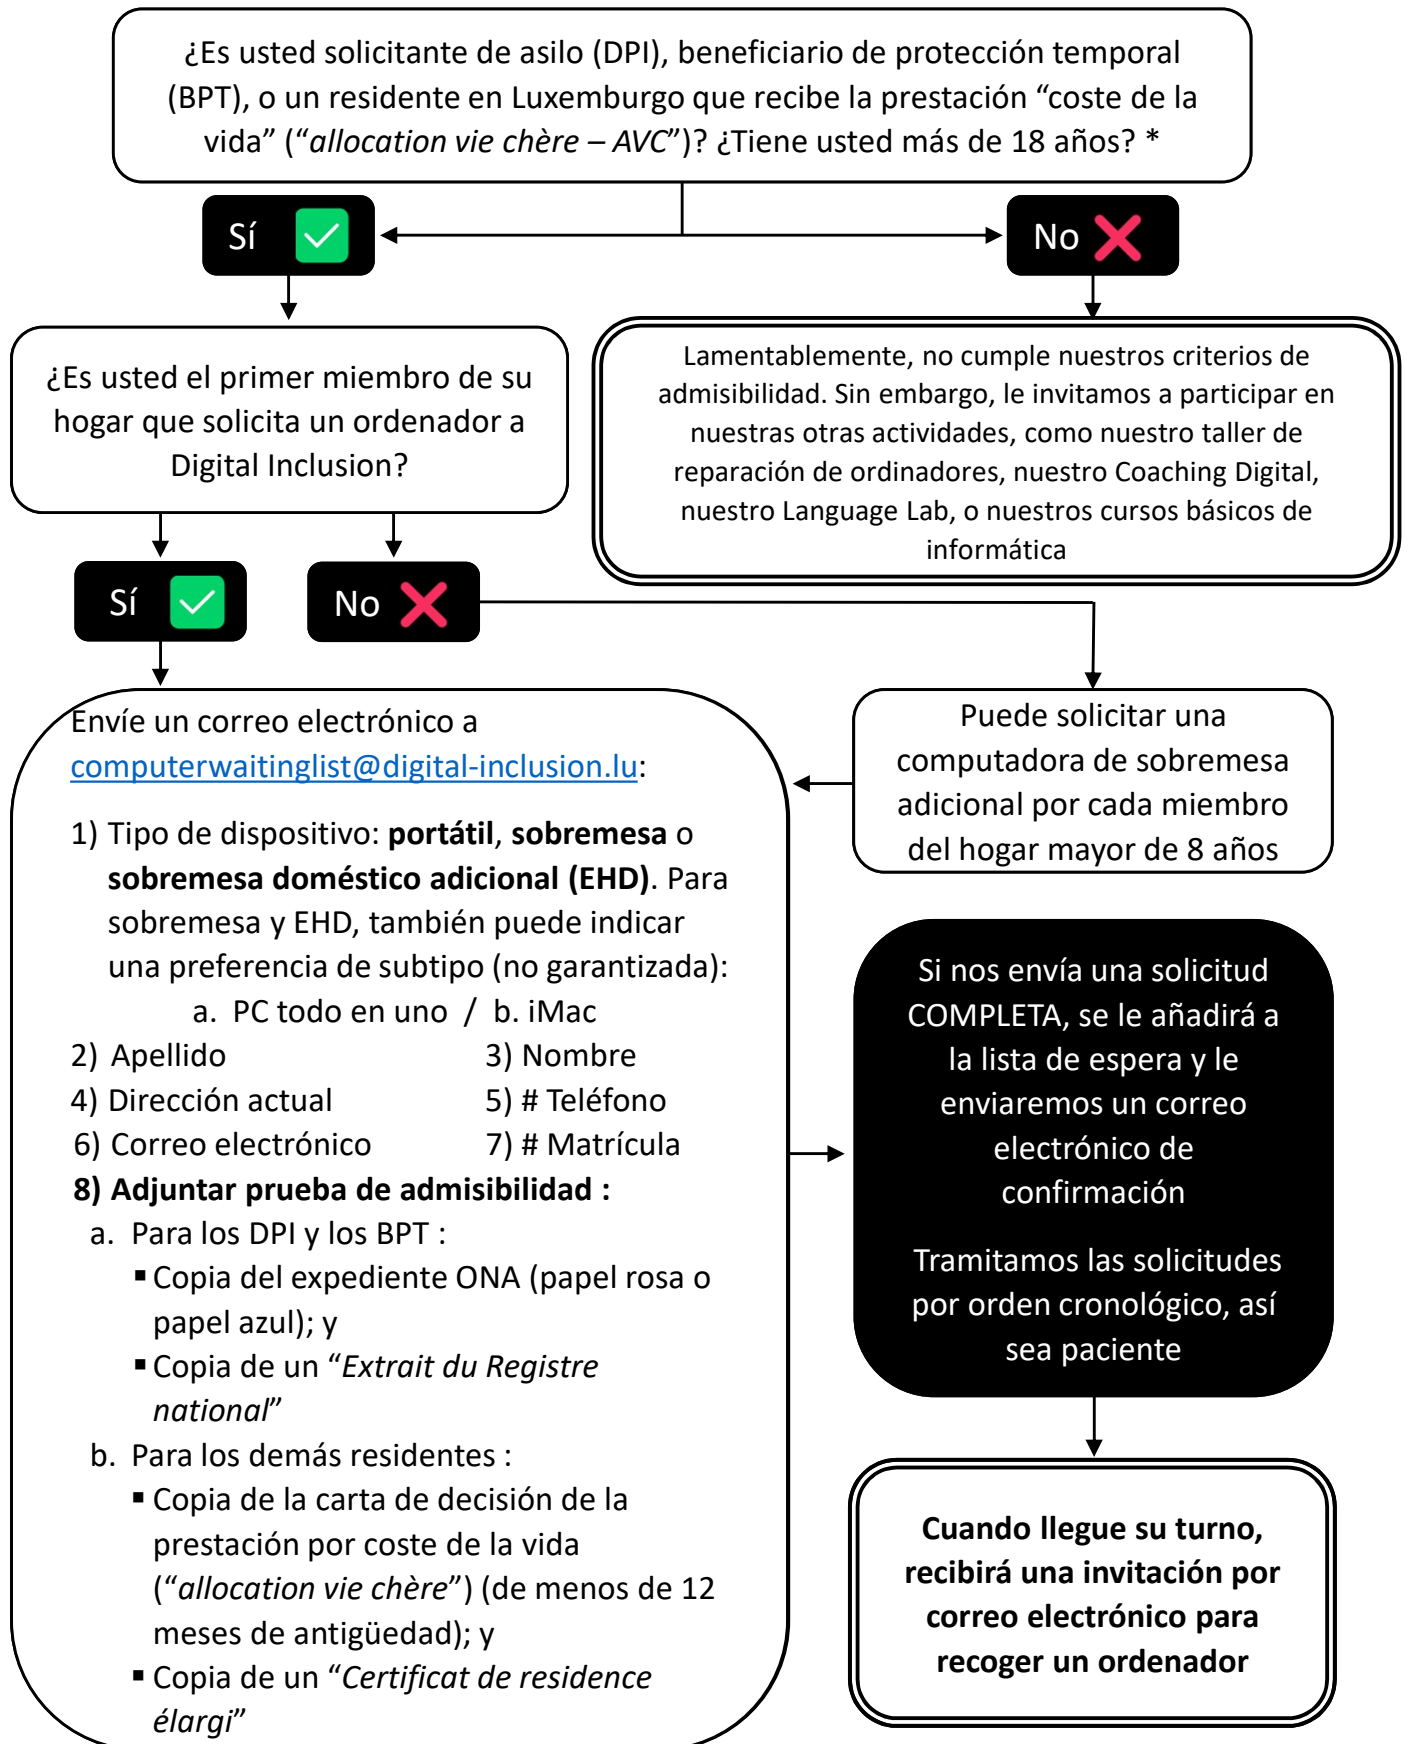 ¿Es usted solicitante de asilo (DPI), beneficiario de protección temporal
(BPT), o un residente en Luxemburgo que recibe la prestación “coste de la
vida” (“allocation vie chère – AVC”)? ¿Tiene usted más de 18 años? *
Sí
No
¿Es usted el primer miembro de su
hogar que solicita un ordenador a
Digital Inclusion?
Lamentablemente, no cumple nuestros criterios de
admisibilidad. Sin embargo, le invitamos a participar en
nuestras otras actividades, como nuestro taller de
reparación de ordinadores, nuestro Coaching Digital,
nuestro Language Lab, o nuestros cursos básicos de
informática
Sí
No
Puede solicitar una
computadora de sobremesa
adicional por cada miembro
del hogar mayor de 8 años
Envíe un correo electrónico a
computerwaitinglist@digital-inclusion.lu:
1) Tipo de dispositivo: portátil, sobremesa o
sobremesa doméstico adicional (EHD). Para
sobremesa y EHD, también puede indicar
una preferencia de subtipo (no garantizada):
a. PC todo en uno / b. iMac
2) Apellido 3) Nombre
4) Dirección actual 5) # Teléfono
6) Correo electrónico 7) # Matrícula
8) Adjuntar prueba de admisibilidad :
a. Para los DPI y los BPT :
▪ Copia del expediente ONA (papel rosa o
papel azul); y
▪ Copia de un “Extrait du Registre
national”
b. Para los demás residentes :
▪ Copia de la carta de decisión de la
prestación por coste de la vida
(“allocation vie chère”) (de menos de 12
meses de antigüedad); y
▪ Copia de un “Certificat de residence
élargi”
Si nos envía una solicitud
COMPLETA, se le añadirá a
la lista de espera y le
enviaremos un correo
electrónico de
confirmación
Tramitamos las solicitudes
por orden cronológico, así
sea paciente
Cuando llegue su turno,
recibirá una invitación por
correo electrónico para
recoger un ordenador